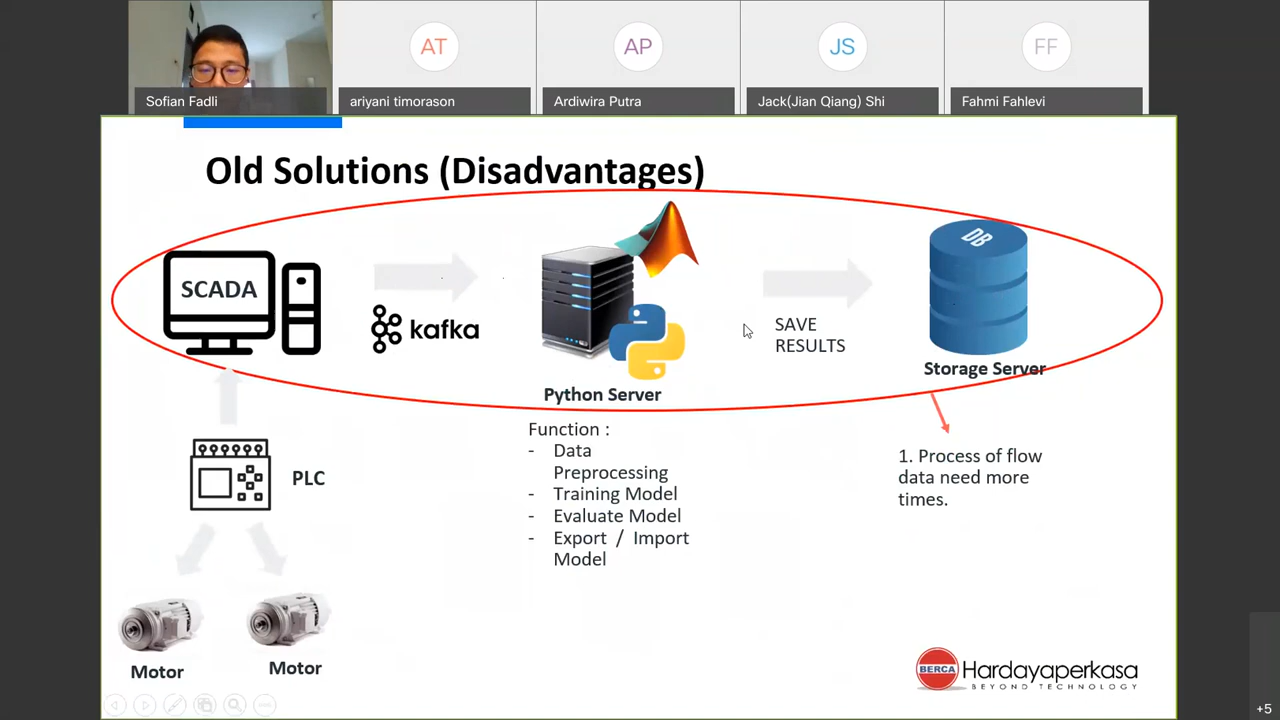 AT
AP
JS
FF
Sofian Fadli
ariyani timorason
Ardiwira Putra
Jack(Jian Qiang) Shi
Fahmi Fahlevi
Old Solutions (Disadvantages)
SCADA
kafka
DB
SAVE
RESULTS
Storage Server
Python Server
Function :
- Data
Preprocessing
- Training Model
- Evaluate Model
- Export / Import
Model
1. Process of flow
data need more
times.
PLC
Motor
Motor
BERCA Hardayaperkasa
BEYOND TECHNOLOGY
+5